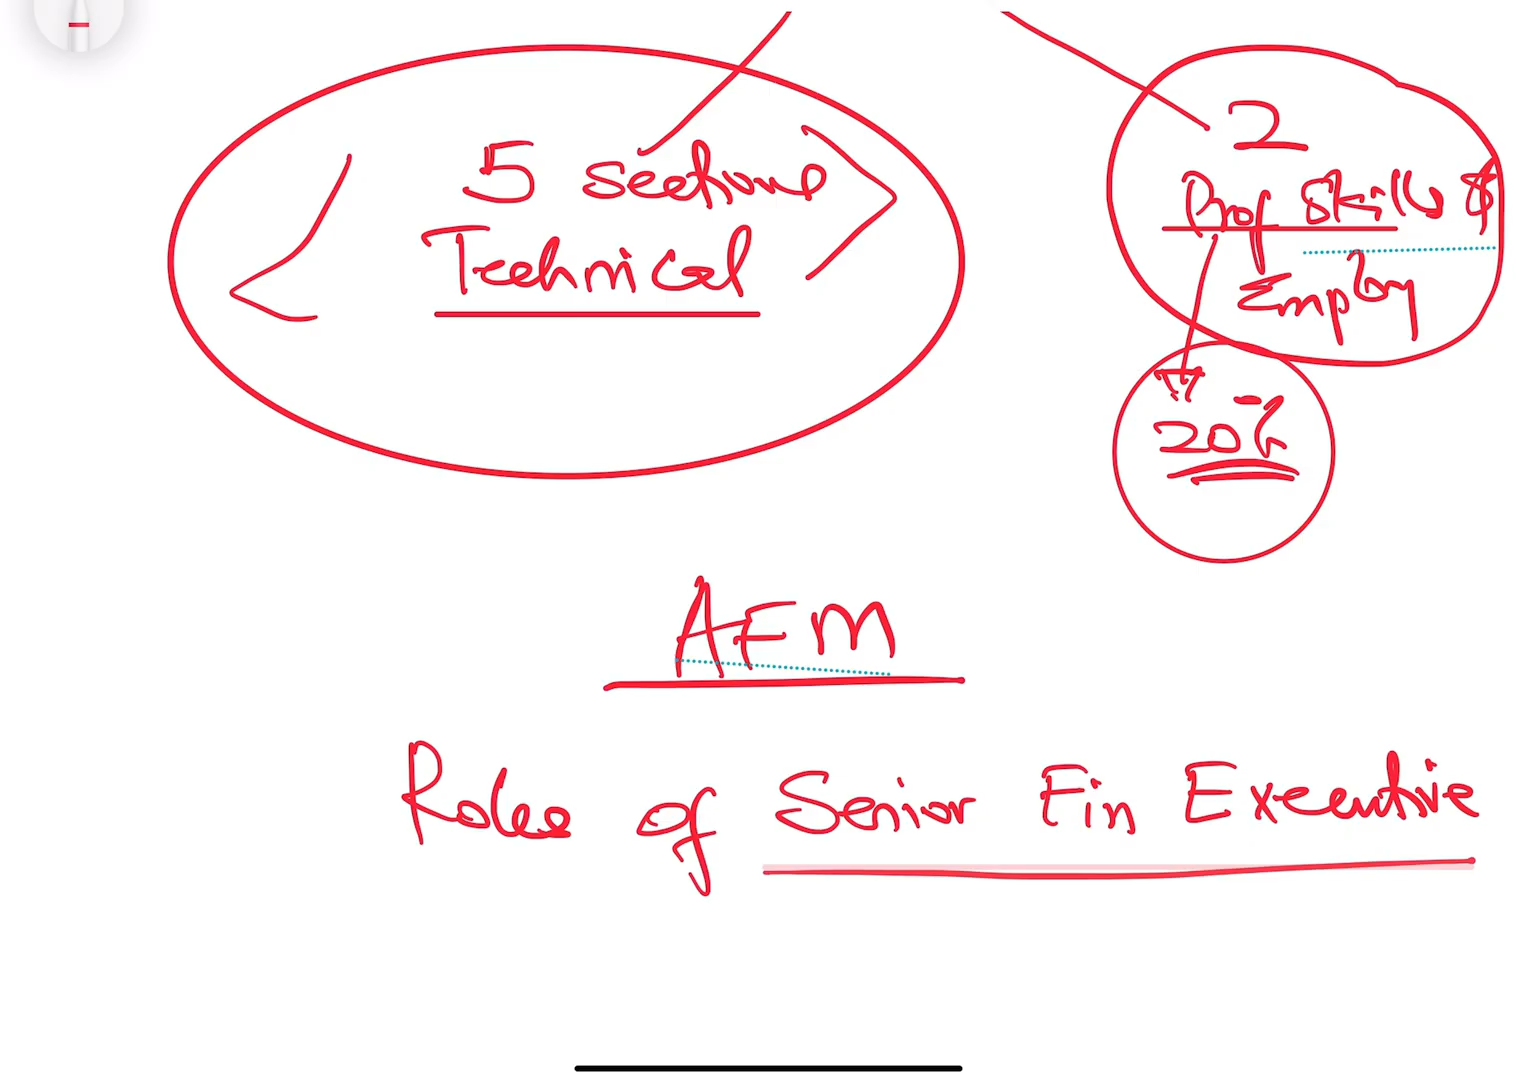 5 sections
Technical
2
Prof Skills &
Employ
20%
AFM
Roles of Senior Fin Executive